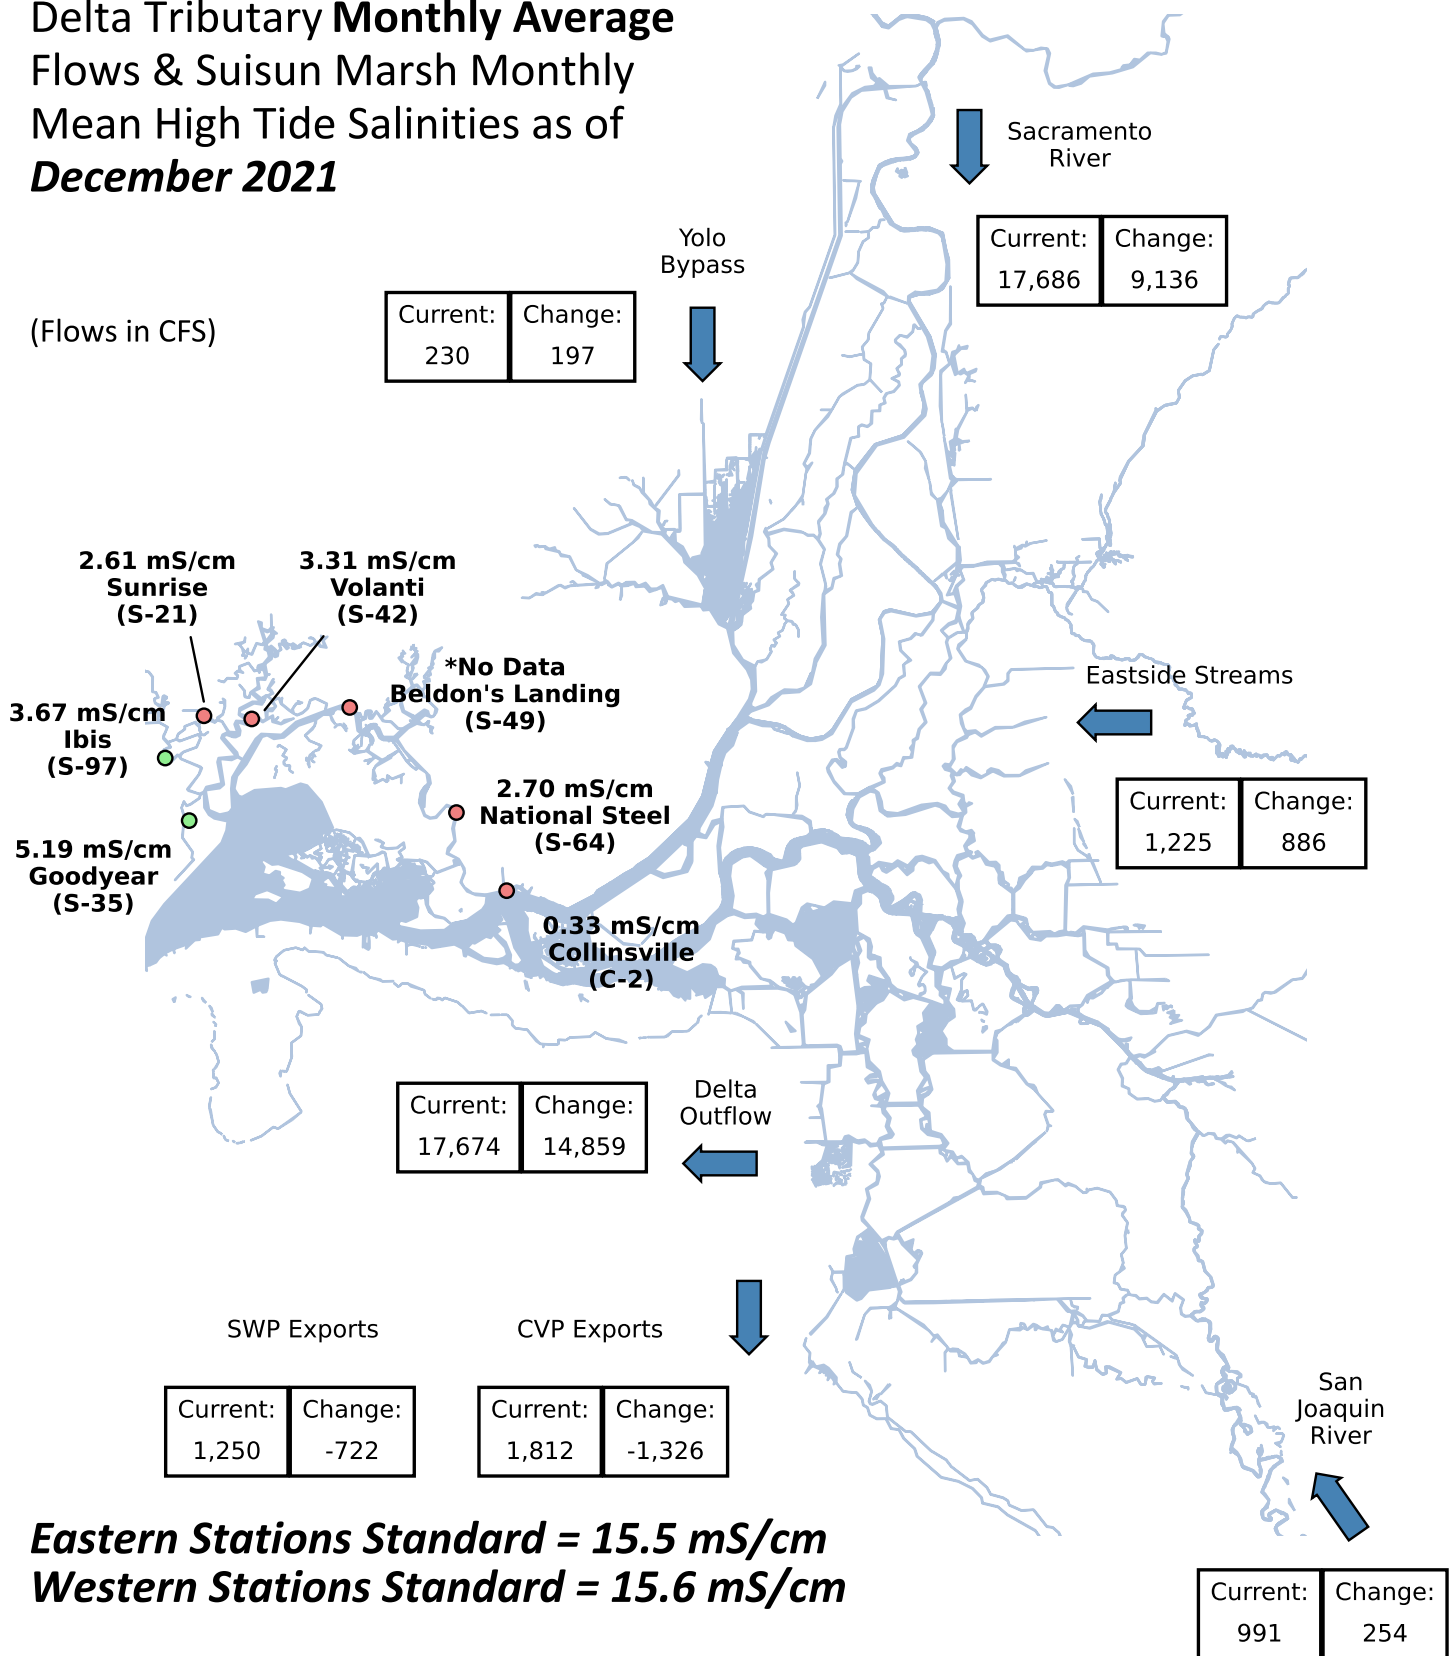 Delta Tributary Monthly Average
Flows & Suisun Marsh Monthly
Mean High Tide Salinities as of
December 2021
(Flows in CFS)
Sacramento
River
Current:
Change:
17,686
9,136
Yolo
Bypass
Current:
Change:
230
197
2.61 mS/cm
Sunrise
(S-21)
3.31 mS/cm
Volanti
(S-42)
*No Data
Beldon's Landing
(S-49)
3.67 mS/cm
Ibis
(S-97)
2.70 mS/cm
National Steel
(S-64)
5.19 mS/cm
Goodyear
(S-35)
0.33 mS/cm
Collinsville
(C-2)
Eastside Streams
Current:
Change:
1,225
886
Delta
Outflow
Current:
Change:
17,674
14,859
SWP Exports
Current:
Change:
1,250
-722
CVP Exports
Current:
Change:
1,812
-1,326
San
Joaquin
River
Current:
Change:
991
254
Eastern Stations Standard = 15.5 mS/cm
Western Stations Standard = 15.6 mS/cm